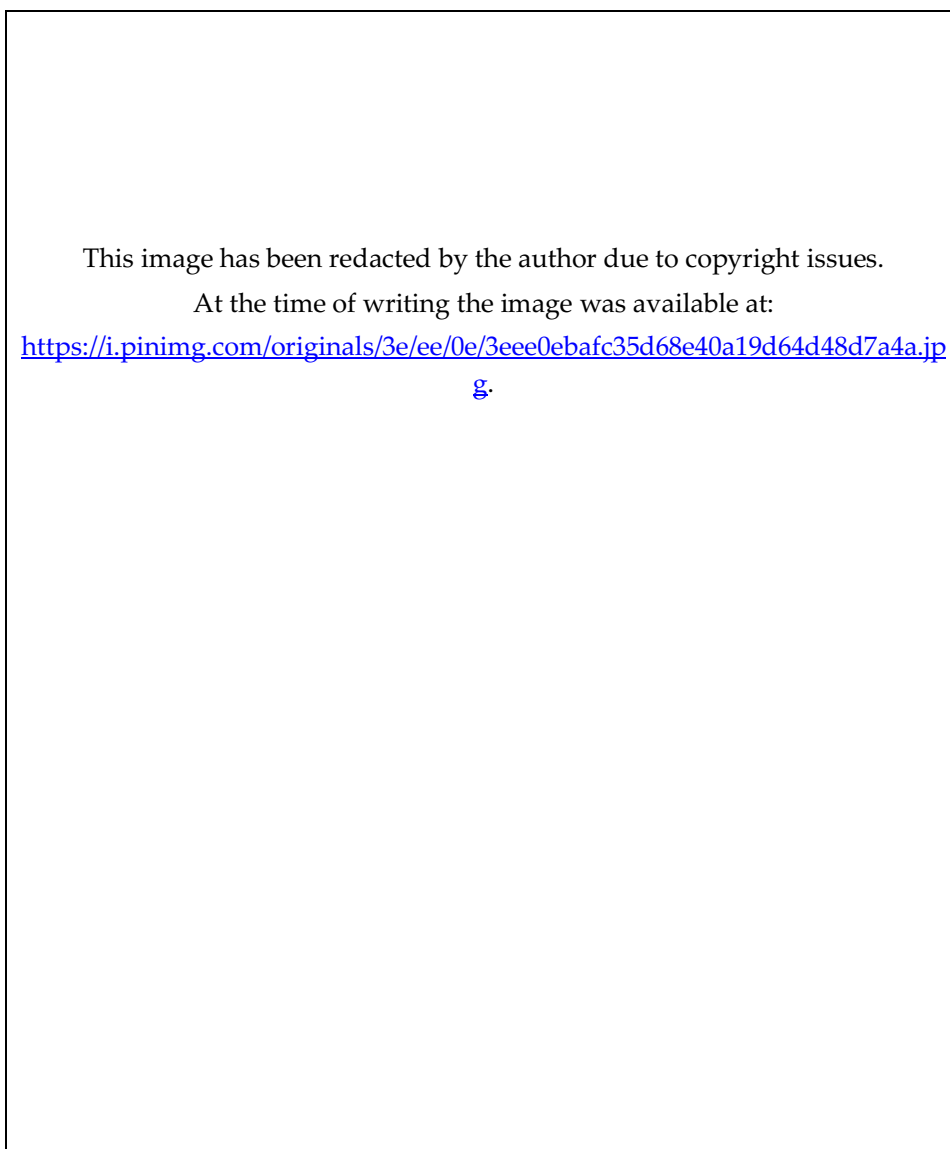 This image has been redacted by the author due to copyright issues.
At the time of writing the image was available at:
https://i.pinimg.com/originals/3e/ee/0e/3eee0ebafc35d68e40a19d64d48d7a4a.jp
g.